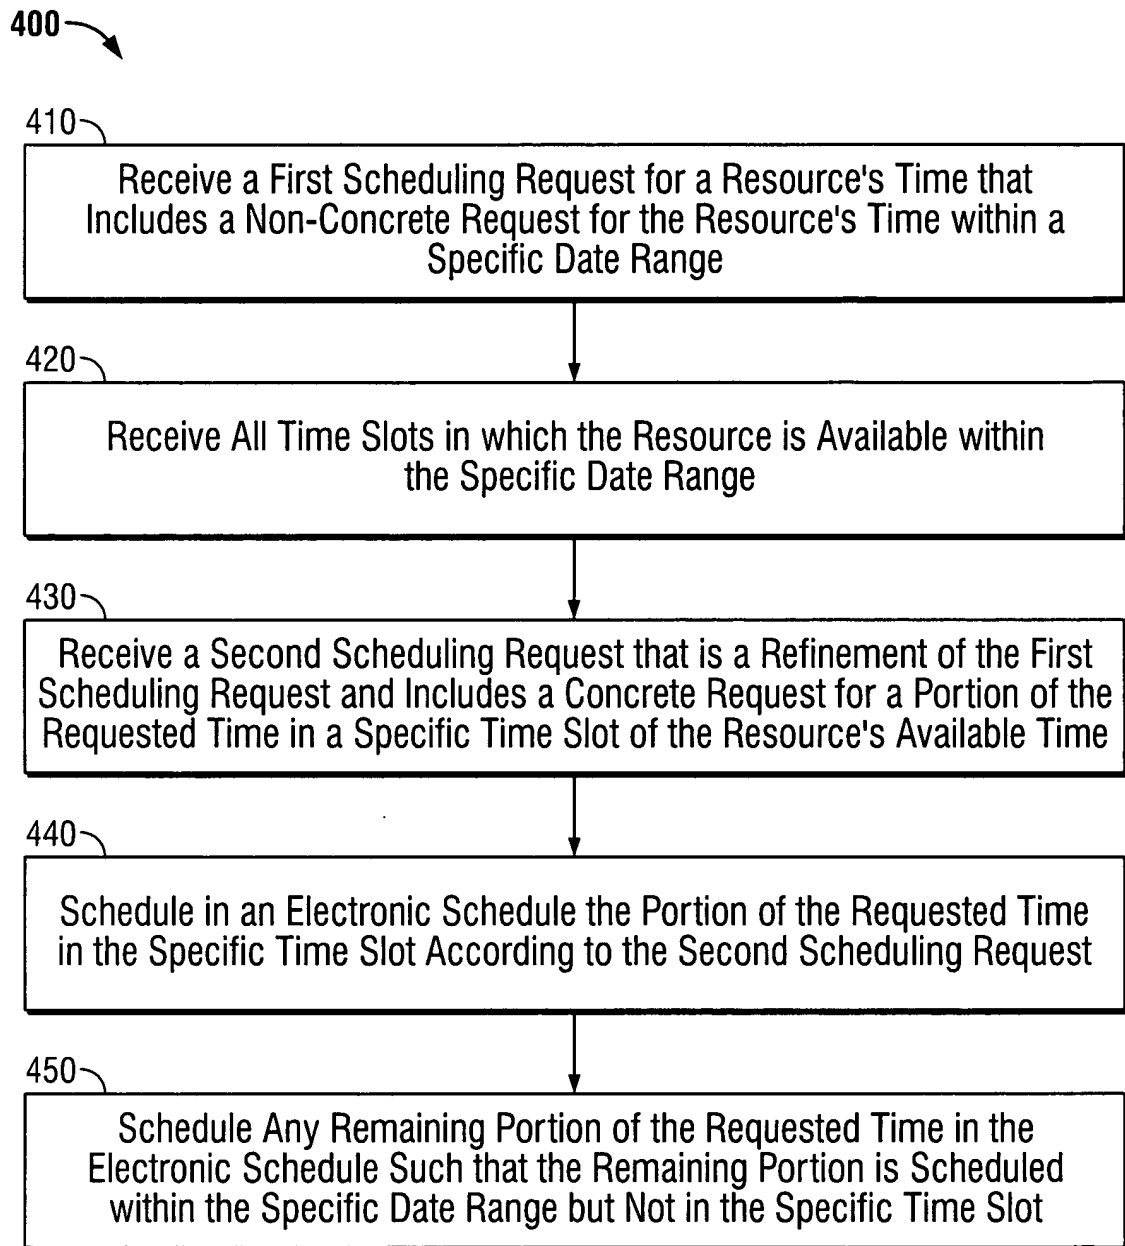 400
410
Receive a First Scheduling Request for a Resource's Time that
Includes a Non-Concrete Request for the Resource's Time within a
Specific Date Range
420
Receive All Time Slots in which the Resource is Available within
the Specific Date Range
430
Receive a Second Scheduling Request that is a Refinement of the First
Scheduling Request and Includes a Concrete Request for a Portion of the
Requested Time in a Specific Time Slot of the Resource's Available Time
440
Schedule in an Electronic Schedule the Portion of the Requested Time
in the Specific Time Slot According to the Second Scheduling Request
450
Schedule Any Remaining Portion of the Requested Time in the
Electronic Schedule Such that the Remaining Portion is Scheduled
within the Specific Date Range but Not in the Specific Time Slot